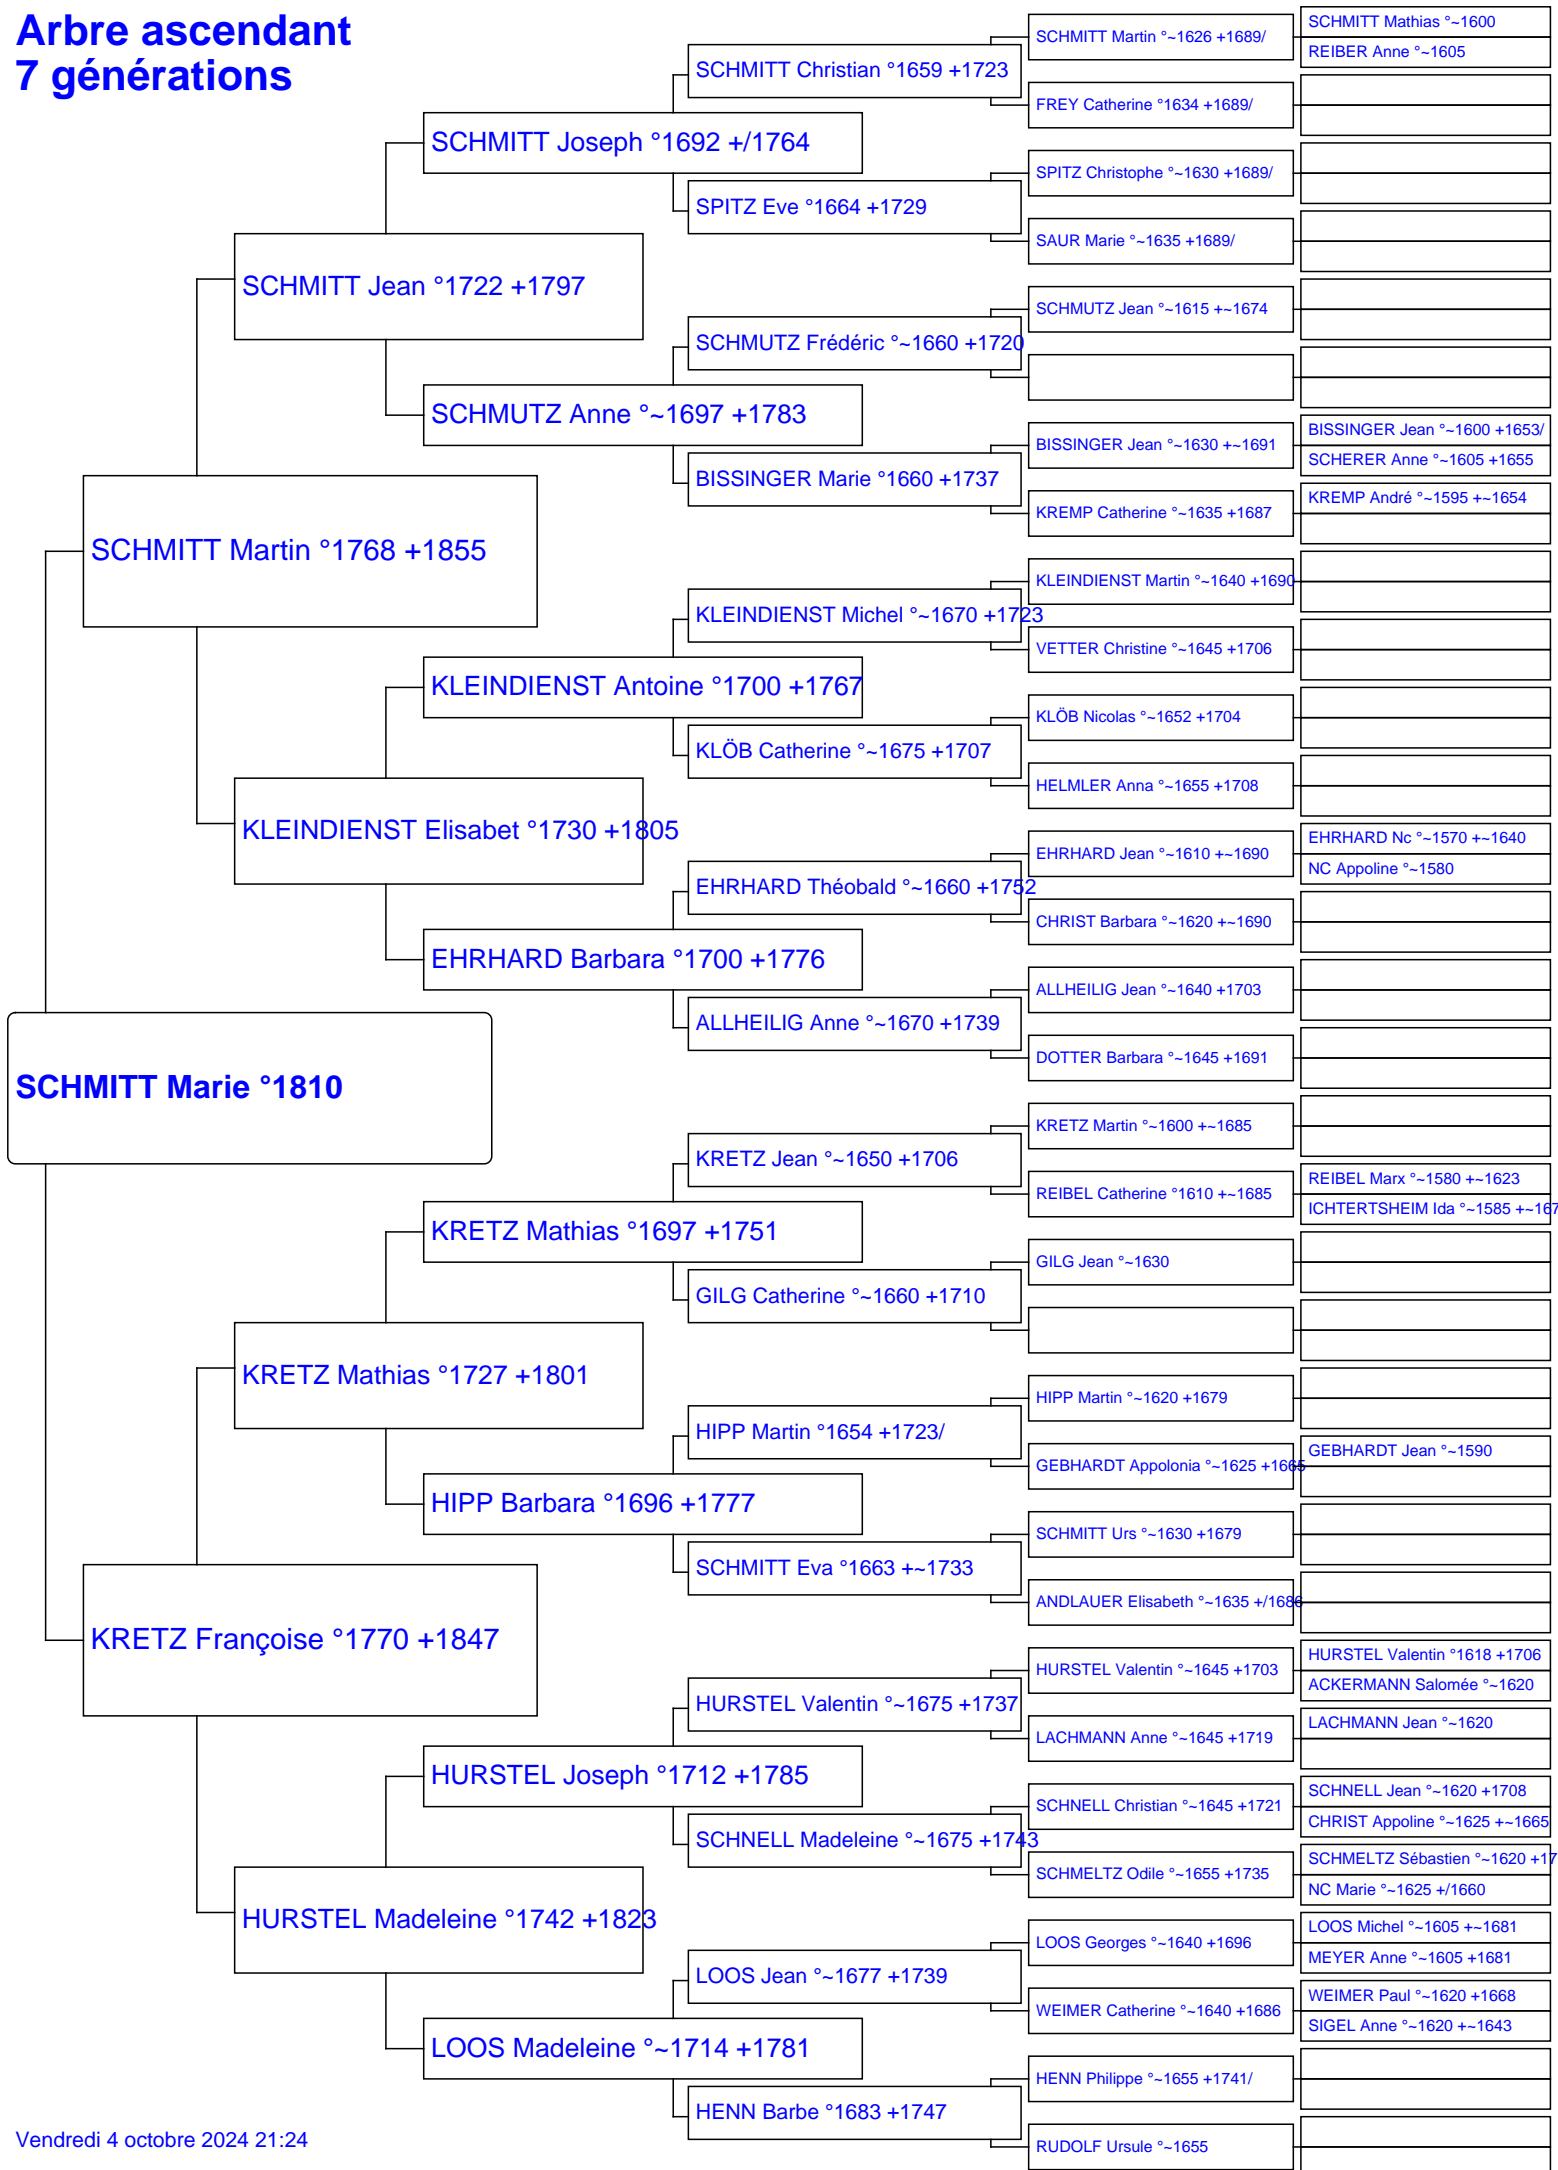 Arbre ascendant
7 générations
SCHMITT Marie °1810
SCHMITT Martin °1768 +1855
KRETZ Françoise °1770 +1847
SCHMITT Jean °1722 +1797
KLEINDIENST Elisabet °1730 +1805
KRETZ Mathias °1727 +1801
HURSTEL Madeleine °1742 +1823
SCHMITT Joseph °1692 +/1764
SCHMUTZ Anne °~1697 +1783
KLEINDIENST Antoine °1700 +1767
EHRHARD Barbara °1700 +1776
KRETZ Mathias °1697 +1751
HIPP Barbara °1696 +1777
HURSTEL Joseph °1712 +1785
LOOS Madeleine °~1714 +1781
SCHMITT Christian °1659 +1723
SPITZ Eve °1664 +1729
SCHMUTZ Frédéric °~1660 +1720
BISSINGER Marie °1660 +1737
KLEINDIENST Michel °~1670 +1723
KLÖB Catherine °~1675 +1707
EHRHARD Théobald °~1660 +1752
ALLHEILIG Anne °~1670 +1739
KRETZ Jean °~1650 +1706
GILG Catherine °~1660 +1710
HIPP Martin °1654 +1723/
SCHMITT Eva °1663 +~1733
HURSTEL Valentin °~1675 +1737
SCHNELL Madeleine °~1675 +1743
LOOS Jean °~1677 +1739
HENN Barbe °1683 +1747
SCHMITT Martin °~1626 +1689/
FREY Catherine °1634 +1689/
SPITZ Christophe °~1630 +1689/
SAUR Marie °~1635 +1689/
SCHMUTZ Jean °~1615 +~1674
BISSINGER Jean °~1630 +~1691
KREMP Catherine °~1635 +1687
KLEINDIENST Martin °~1640 +1690
VETTER Christine °~1645 +1706
KLÖB Nicolas °~1652 +1704
HELMLER Anna °~1655 +1708
EHRHARD Jean °~1610 +~1690
CHRIST Barbara °~1620 +~1690
ALLHEILIG Jean °~1640 +1703
DOTTER Barbara °~1645 +1691
KRETZ Martin °~1600 +~1685
REIBEL Catherine °1610 +~1685
GILG Jean °~1630
HIPP Martin °~1620 +1679
GEBHARDT Appolonia °~1625 +1665
SCHMITT Urs °~1630 +1679
ANDLAUER Elisabeth °~1635 +/1686
HURSTEL Valentin °~1645 +1703
LACHMANN Anne °~1645 +1719
SCHNELL Christian °~1645 +1721
SCHMELTZ Odile °~1655 +1735
LOOS Georges °~1640 +1696
WEIMER Catherine °~1640 +1686
HENN Philippe °~1655 +1741/
RUDOLF Ursule °~1655
SCHMITT Mathias °~1600
REIBER Anne °~1605
BISSINGER Jean °~1600 +1653/
SCHERER Anne °~1605 +1655
KREMP André °~1595 +~1654
EHRHARD Nc °~1570 +~1640
NC Appoline °~1580
REIBEL Marx °~1580 +~1623
ICHTERTSHEIM Ida °~1585 +~167
GEBHARDT Jean °~1590
HURSTEL Valentin °1618 +1706
ACKERMANN Salomée °~1620
LACHMANN Jean °~1620
SCHNELL Jean °~1620 +1708
CHRIST Appoline °~1625 +~1665
SCHMELTZ Sébastien °~1620 +17
NC Marie °~1625 +/1660
LOOS Michel °~1605 +~1681
MEYER Anne °~1605 +1681
WEIMER Paul °~1620 +1668
SIGEL Anne °~1620 +~1643
Vendredi 4 octobre 2024 21:24